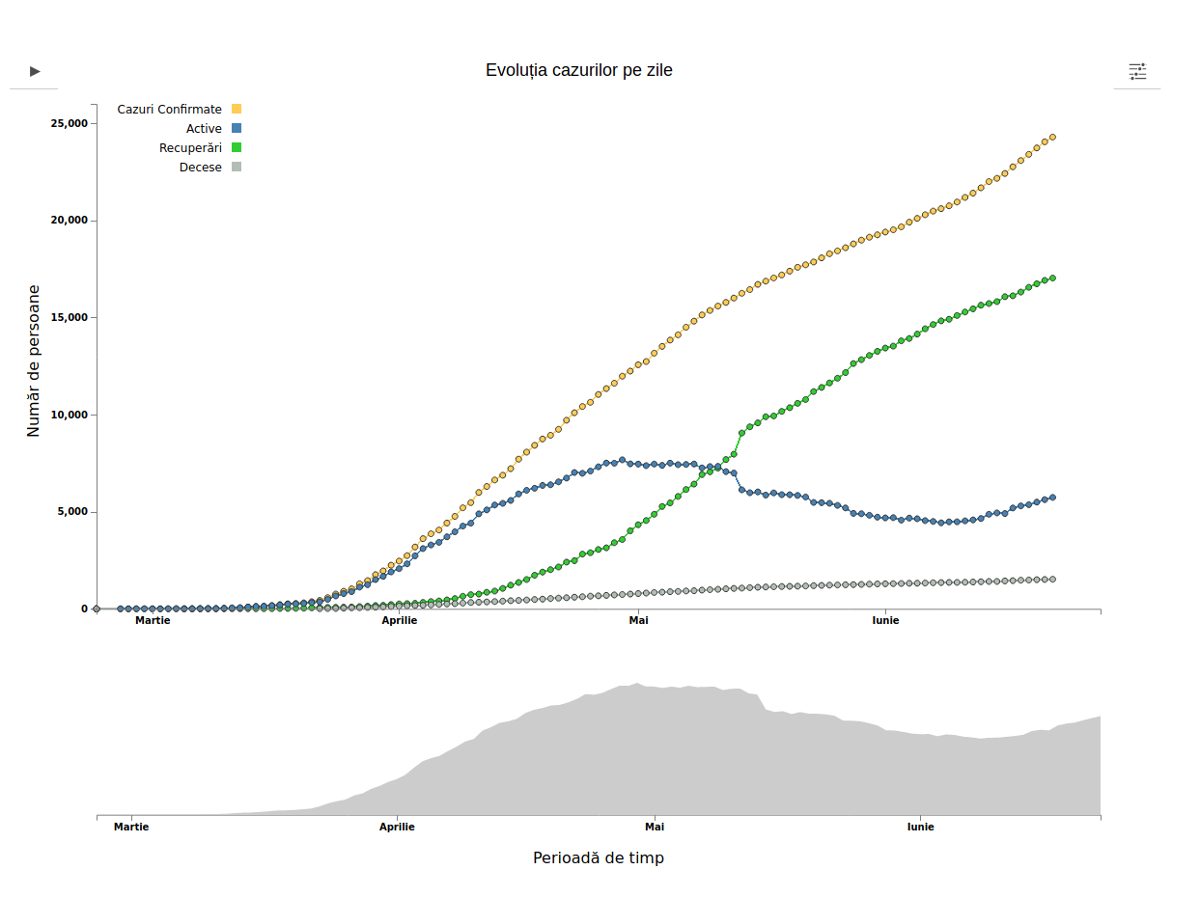 Evoluția cazurilor pe zile
Cazuri Confirmate
Active
Recuperări
Decese
25,000
20,000
15,000
10,000
5,000
0
Număr de persoane
Martie Aprilie Mai Iunie
Martie Aprilie Mai Iunie
Perioadă de timp